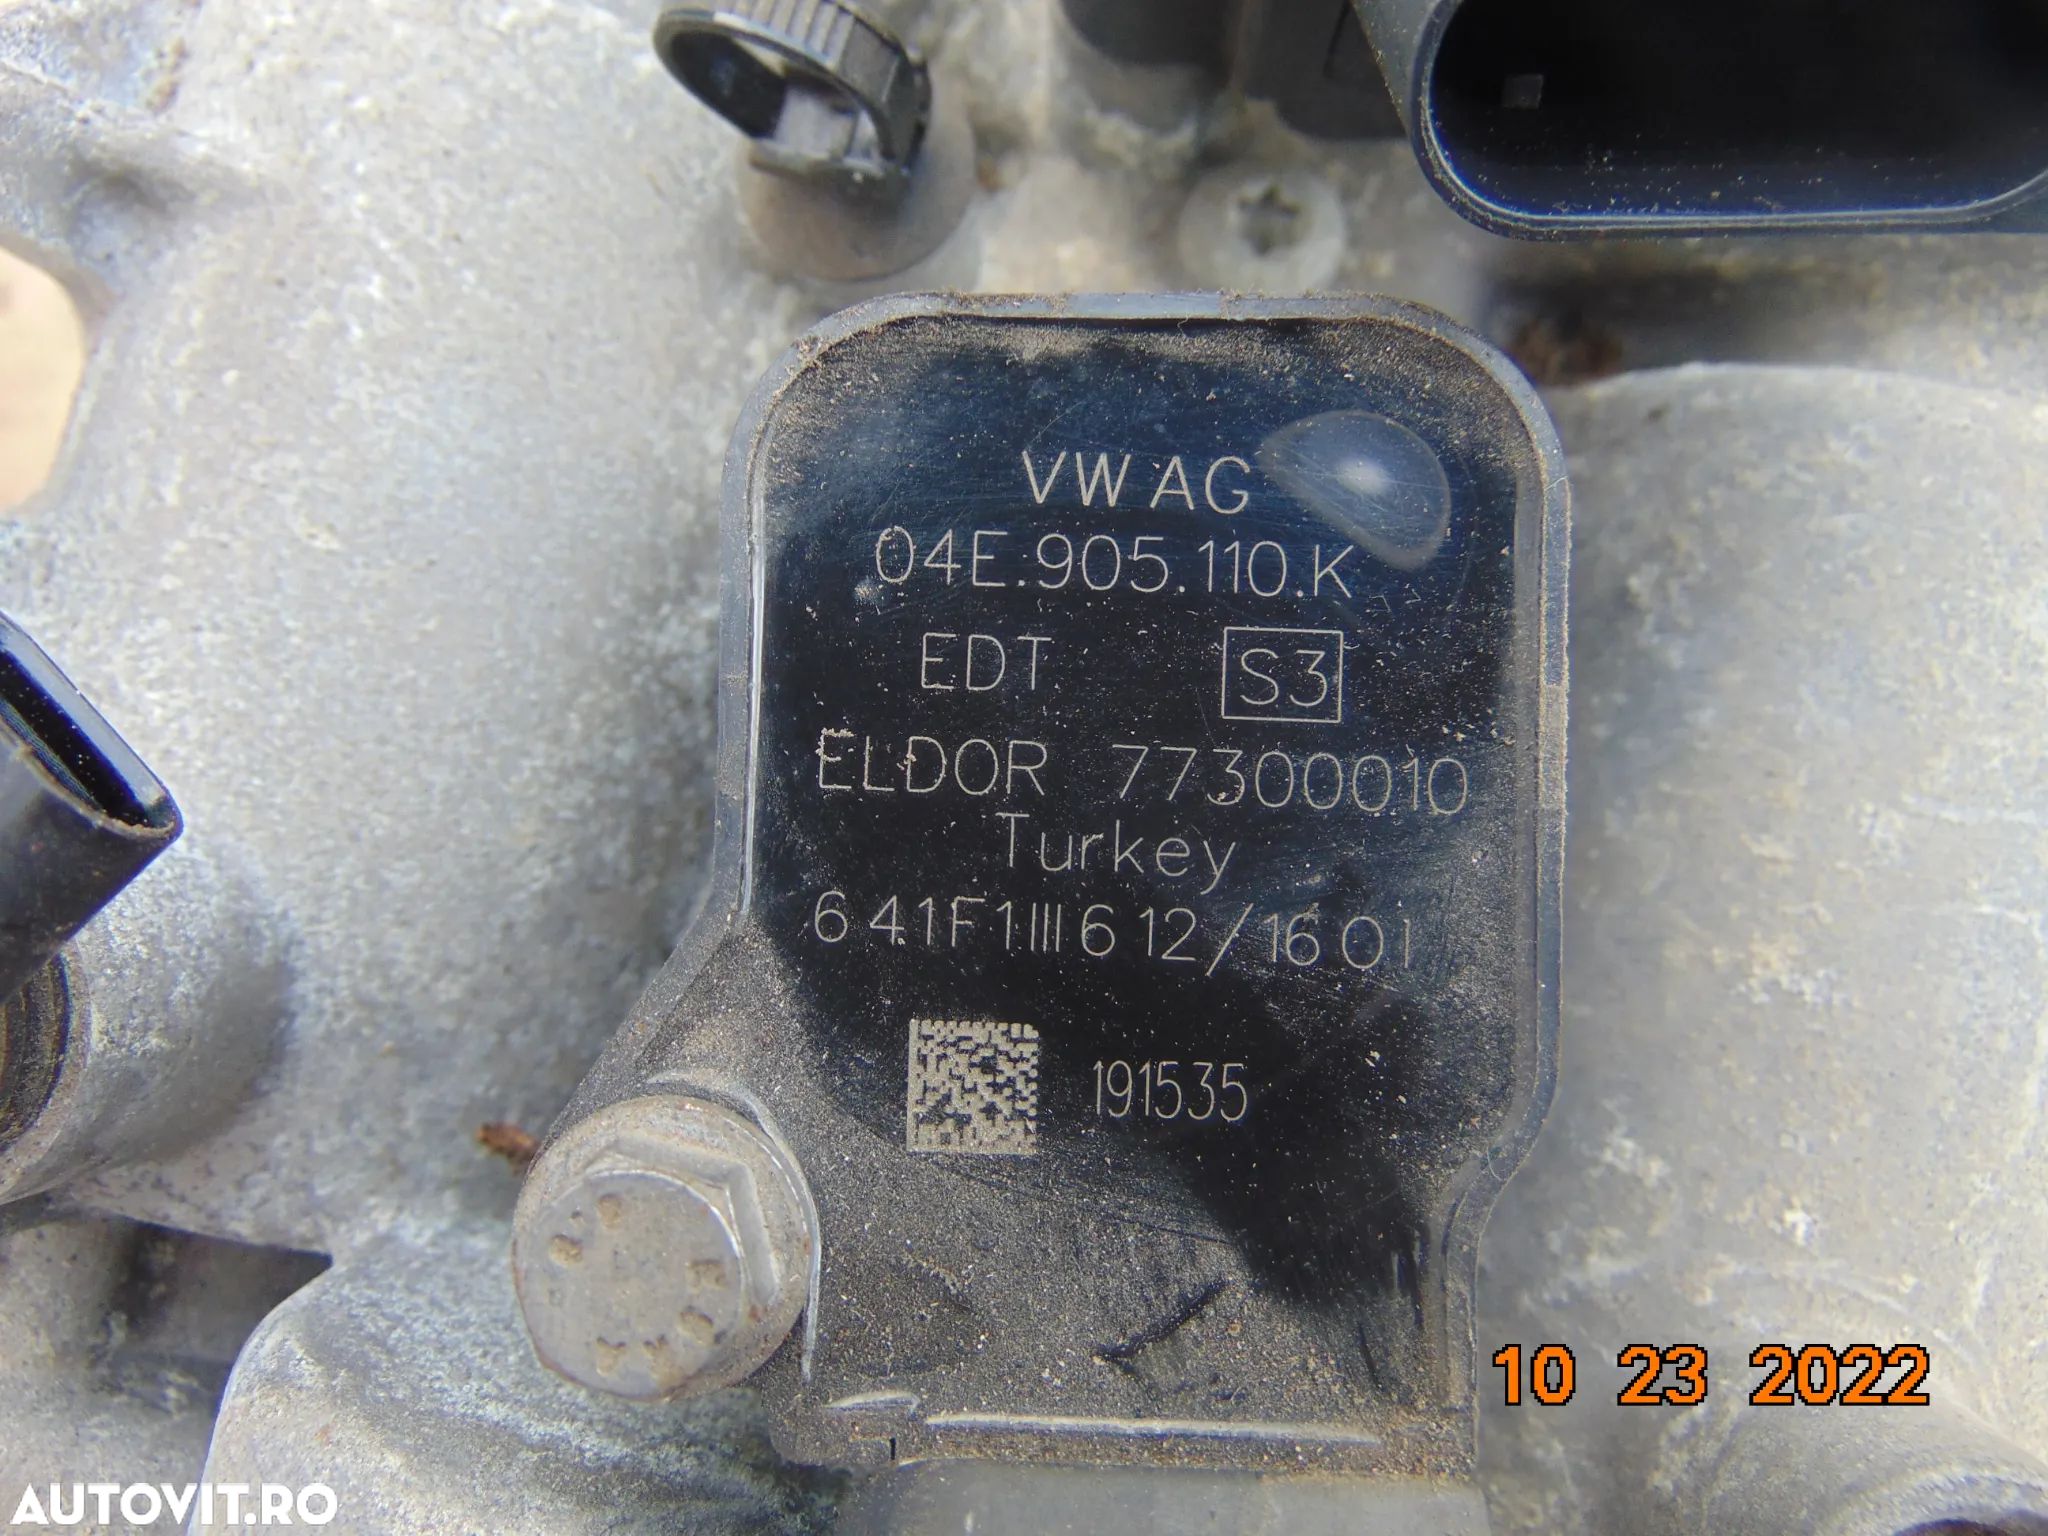 VW AG
04E.905.110.K
EDT S3
ELDOR 77300010
Turkey
6 41F1III6 12/16 01
191535
10 23 2022
AUTOVIT.RO